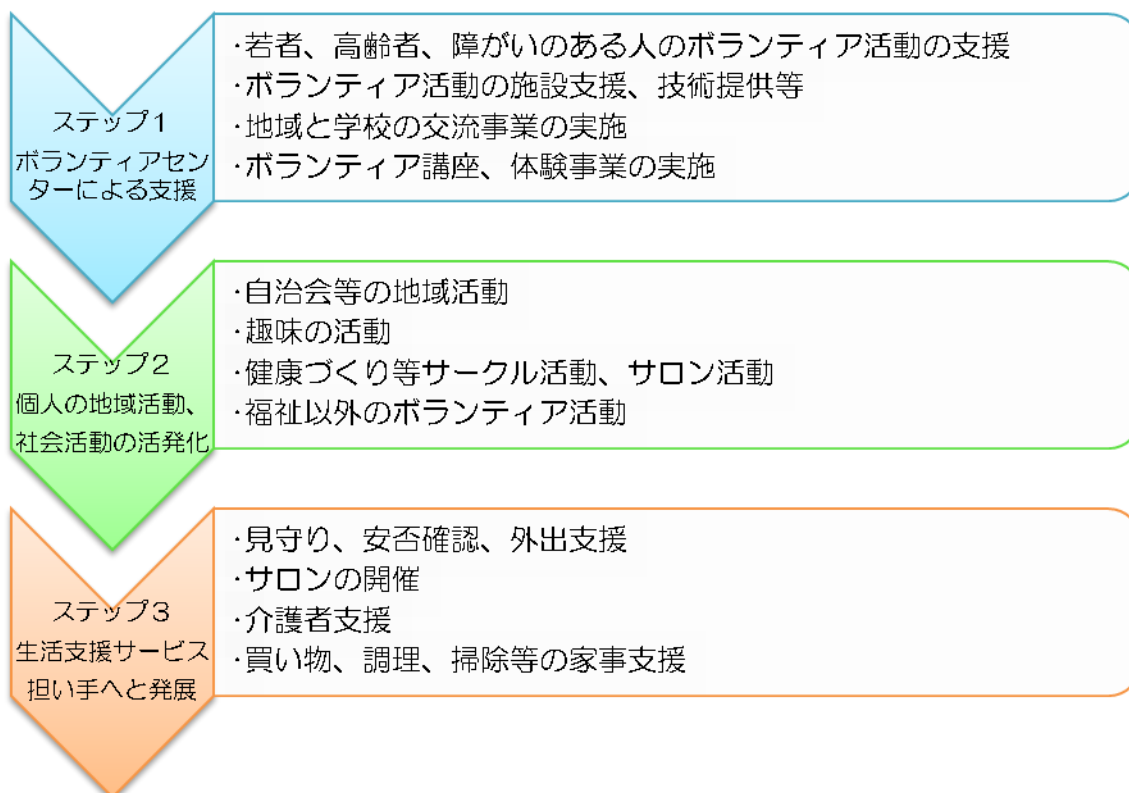 ステップ１
ボランティアセン
ターによる支援
・若者、高齢者、障がいのある人のボランティア活動の支援
・ボランティア活動の施設支援、技術提供等
・地域と学校の交流事業の実施
・ボランティア講座、体験事業の実施
ステップ２
個人の地域活動、
社会活動の活発化
・自治会等の地域活動
・趣味の活動
・健康づくり等サークル活動、サロン活動
・福祉以外のボランティア活動
ステップ３
生活支援サービス
担い手へと発展
・見守り、安否確認、外出支援
・サロンの開催
・介護者支援
・買い物、調理、掃除等の家事支援